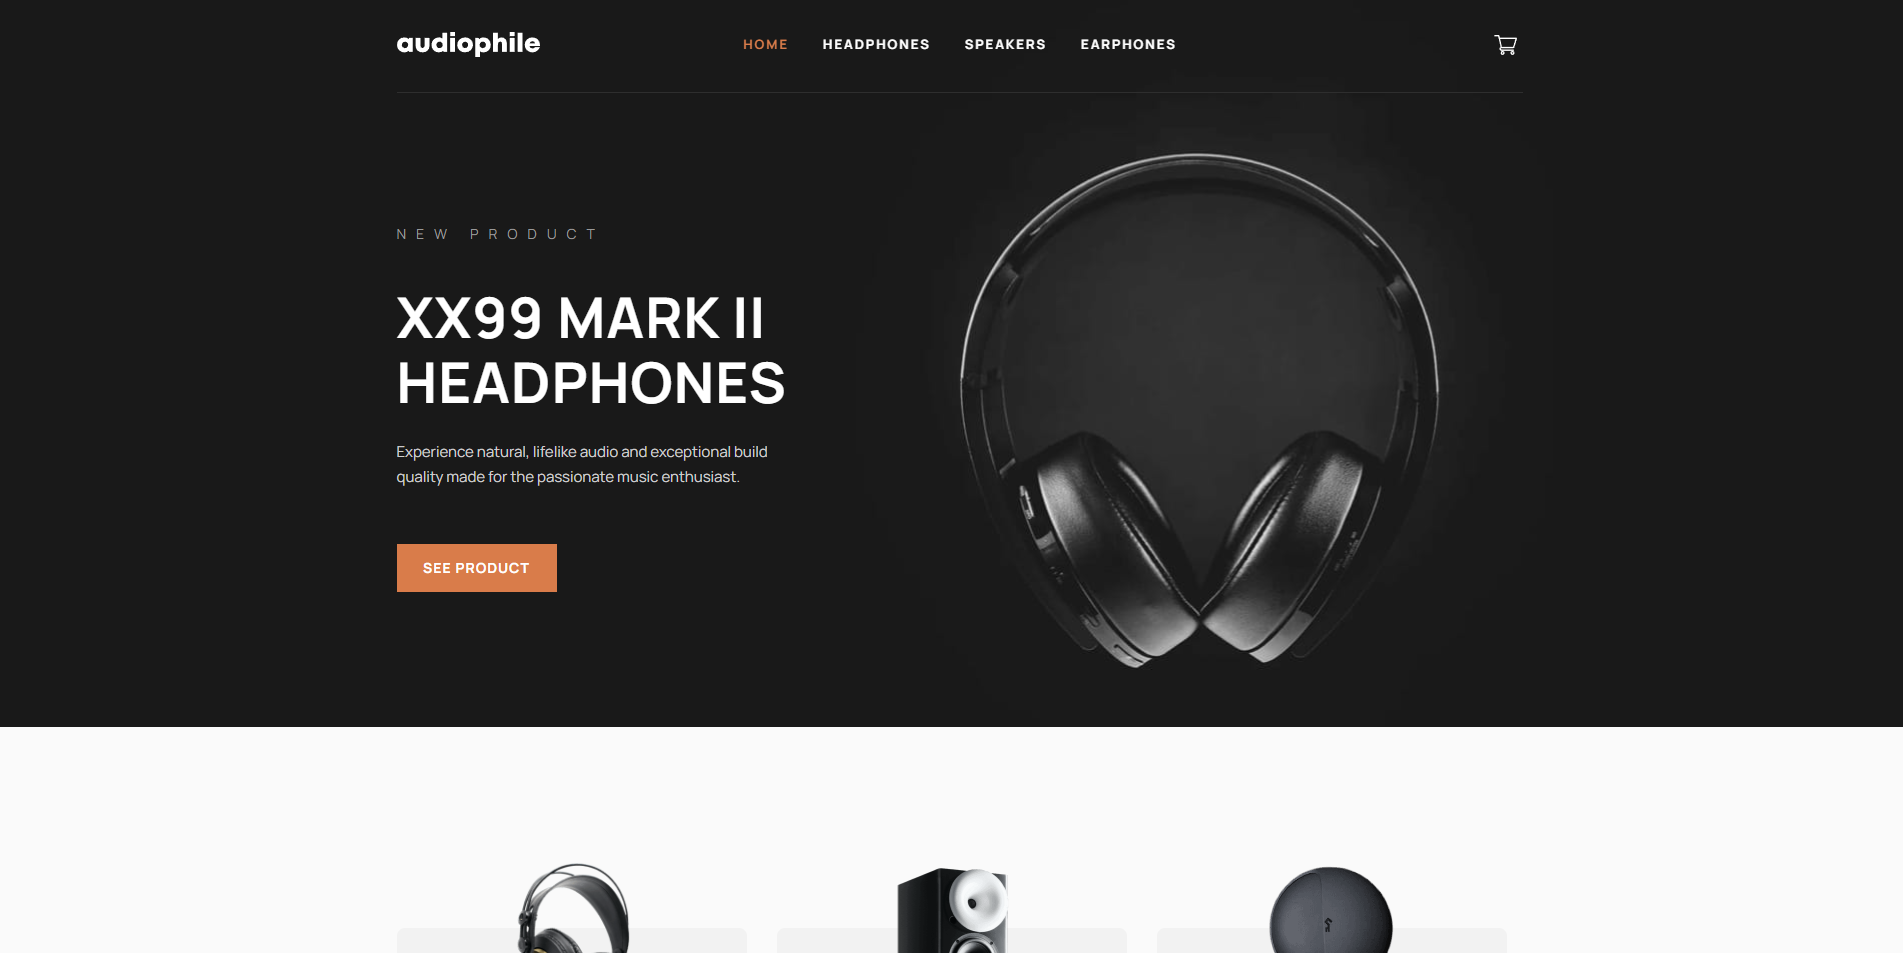 audiophile
HOME HEADPHONES SPEAKERS EARPHONES
NEW PRODUCT
XX99 MARK II
HEADPHONES
Experience natural, lifelike audio and exceptional build
quality made for the passionate music enthusiast.
SEE PRODUCT